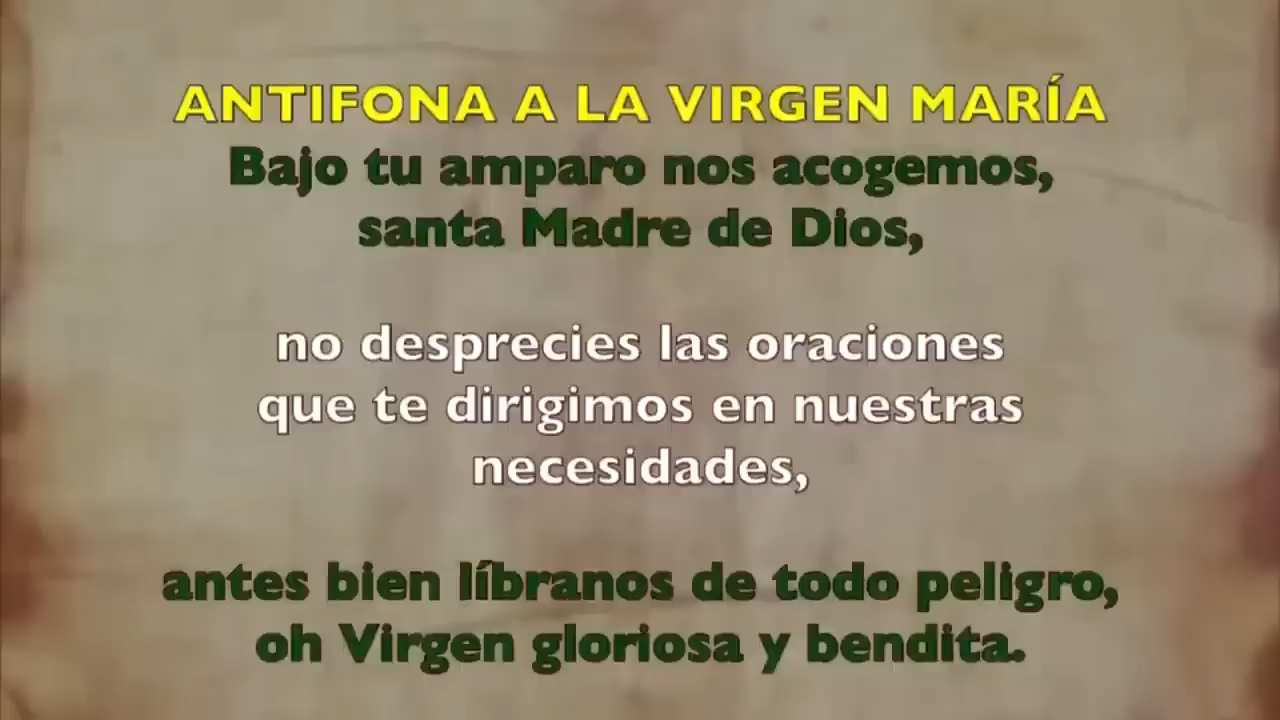 ANTIFONA A LA VIRGEN MARÍA
Bajo tu amparo nos acogemos,
santa Madre de Dios,
no desprecies las oraciones
que te dirigimos en nuestras
necesidades,
antes bien líbranos de todo peligro,
oh Virgen gloriosa y bendita.